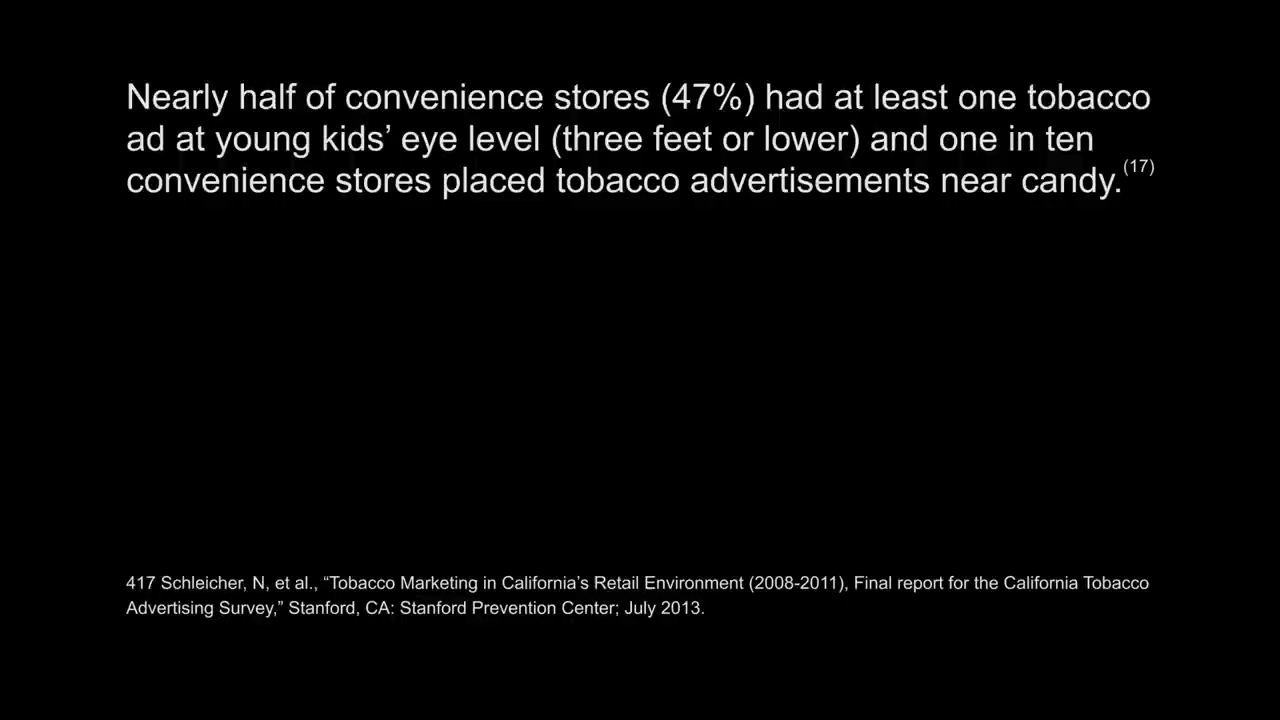 Nearly half of convenience stores (47%) had at least one tobacco
ad at young kids’ eye level (three feet or lower) and one in ten
convenience stores placed tobacco advertisements near candy.(17)
417 Schleicher, N, et al., “Tobacco Marketing in California’s Retail Environment (2008-2011), Final report for the California Tobacco
Advertising Survey,” Stanford, CA: Stanford Prevention Center; July 2013.